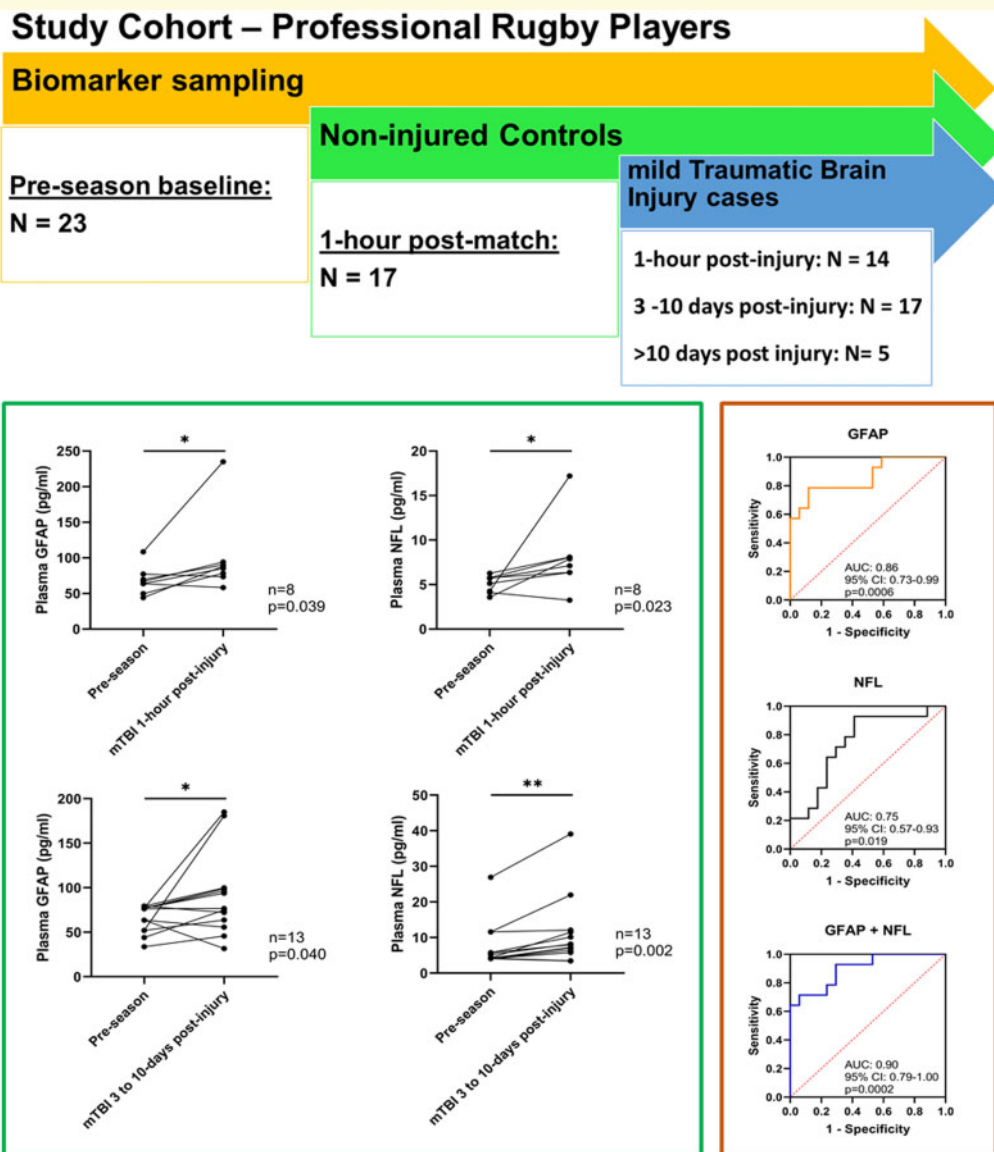 Study Cohort – Professional Rugby Players
Biomarker sampling
Non-injured Controls
mild Traumatic Brain
Injury cases
Pre-season baseline:
N = 23
1-hour post-match:
N = 17
1-hour post-injury: N = 14
3 -10 days post-injury: N = 17
>10 days post injury: N= 5
*
250
200
150
100
50
0
Plasma GFAP (pg/ml)
n=8
p=0.039
Pre-season
mTBI 1-hour post-injury
*
20
15
10
5
0
Plasma NFL (pg/ml)
n=8
p=0.023
Pre-season
mTBI 1-hour post-injury
*
200
150
100
50
0
Plasma GFAP (pg/ml)
n=13
p=0.040
Pre-season
mTBI 3 to 10-days post-injury
**
50
40
30
20
10
0
Plasma NFL (pg/ml)
n=13
p=0.002
Pre-season
mTBI 3 to 10-days post-injury
GFAP
1.0
0.8
0.6
0.4
0.2
0.0
Sensitivity
AUC: 0.86
95% CI: 0.73-0.99
p=0.0006
0.0 0.2 0.4 0.6 0.8 1.0
1 - Specificity
NFL
1.0
0.8
0.6
0.4
0.2
0.0
Sensitivity
AUC: 0.75
95% CI: 0.57-0.93
p=0.019
0.0 0.2 0.4 0.6 0.8 1.0
1 - Specificity
GFAP + NFL
1.0
0.8
0.6
0.4
0.2
0.0
Sensitivity
AUC: 0.90
95% CI: 0.79-1.00
p=0.0002
0.0 0.2 0.4 0.6 0.8 1.0
1 - Specificity